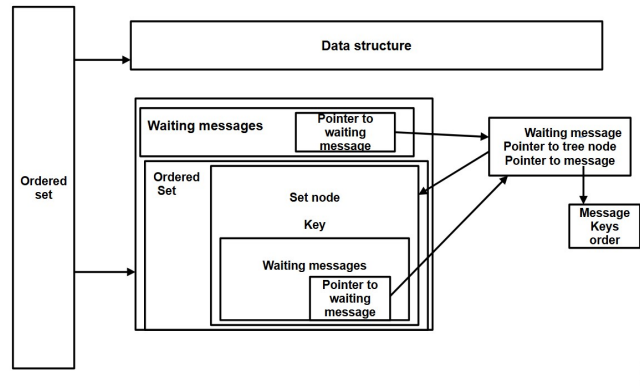 Data structure
Ordered
set
Waiting messages
Pointer to
waiting
message
Ordered
Set
Set node
Key
Waiting messages
Pointer to
waiting
message
Waiting message
Pointer to tree node
Pointer to message
Message
Keys
order